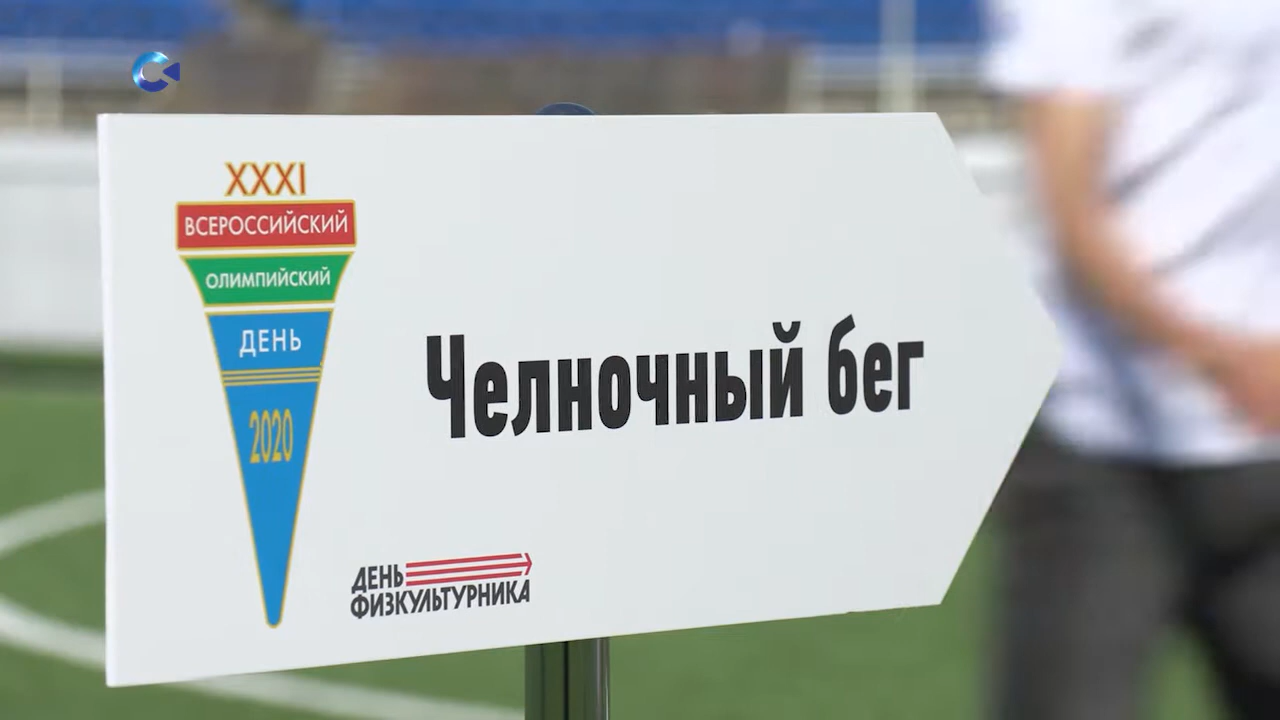 XXXI
ВСЕРОССИЙСКИЙ
ОЛИМПИЙСКИЙ
ДЕНЬ
2020
Челночный бег
ДЕНЬ
ФИЗКУЛЬТУРНИКА